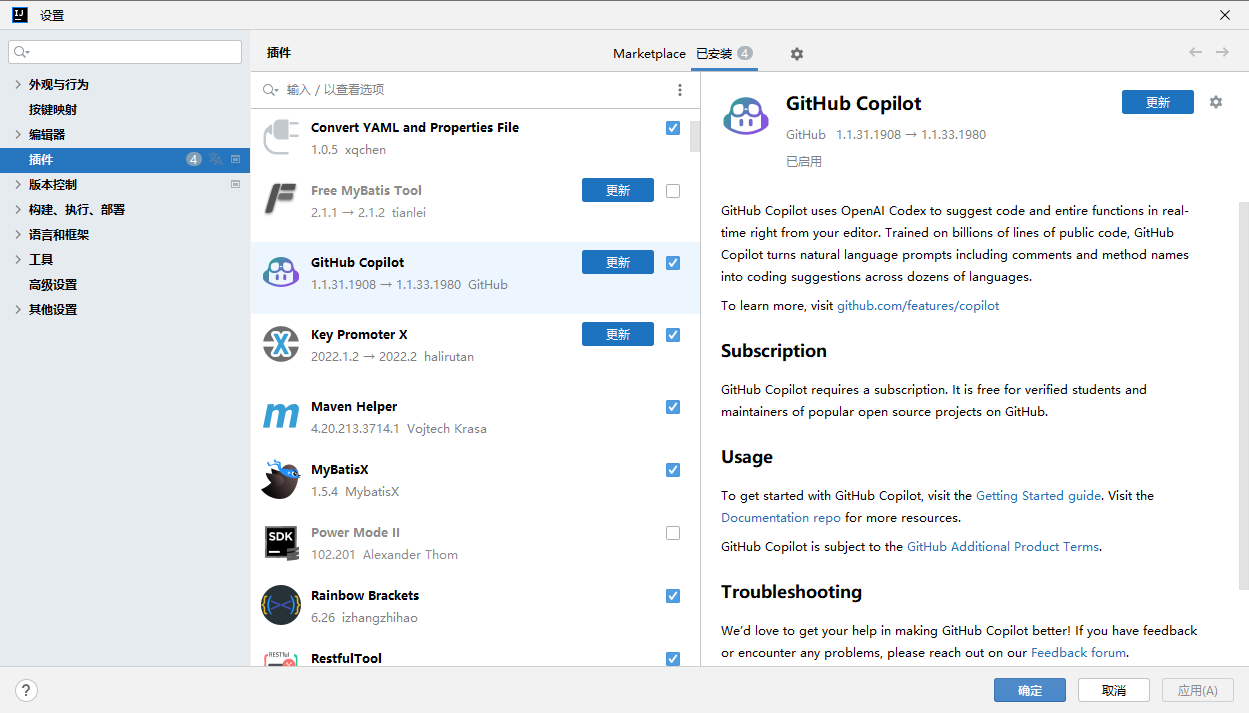 IJ 设置
外观与行为
按键映射
编辑器
插件 4
版本控制
构建、执行、部署
语言和框架
工具
高级设置
其他设置
插件 Marketplace 已安装 4
输入 / 以查看选项
Convert YAML and Properties File
1.0.5 xqchen
Free MyBatis Tool 更新
2.1.1 → 2.1.2 tianlei
GitHub Copilot 更新
1.1.31.1908 → 1.1.33.1980 GitHub
Key Promoter X 更新
2022.1.2 → 2022.2 halirutan
Maven Helper
4.20.213.3714.1 Vojtech Krasa
MyBatisX
1.5.4 MybatisX
SDK
Power Mode II
102.201 Alexander Thom
Rainbow Brackets
6.26 izhangzhihao
RESTful
RestfulTool
GitHub Copilot 更新
GitHub 1.1.31.1908 → 1.1.33.1980
已启用
GitHub Copilot uses OpenAI Codex to suggest code and entire functions in real-
time right from your editor. Trained on billions of lines of public code, GitHub
Copilot turns natural language prompts including comments and method names
into coding suggestions across dozens of languages.
To learn more, visit github.com/features/copilot
Subscription
GitHub Copilot requires a subscription. It is free for verified students and
maintainers of popular open source projects on GitHub.
Usage
To get started with GitHub Copilot, visit the Getting Started guide. Visit the
Documentation repo for more resources.
GitHub Copilot is subject to the GitHub Additional Product Terms.
Troubleshooting
We’d love to get your help in making GitHub Copilot better! If you have feedback
or encounter any problems, please reach out on our Feedback forum.
? 确定 取消 应用(A)